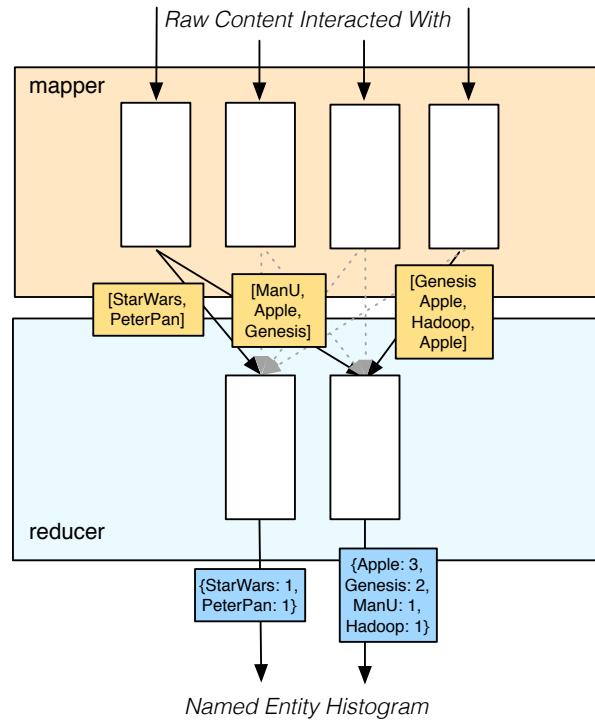 Raw Content Interacted With
mapper
[StarWars,
PeterPan]
[ManU,
Apple,
Genesis]
[Genesis
Apple,
Hadoop,
Apple]
reducer
{StarWars: 1,
PeterPan: 1}
{Apple: 3,
Genesis: 2,
ManU: 1,
Hadoop: 1}
Named Entity Histogram